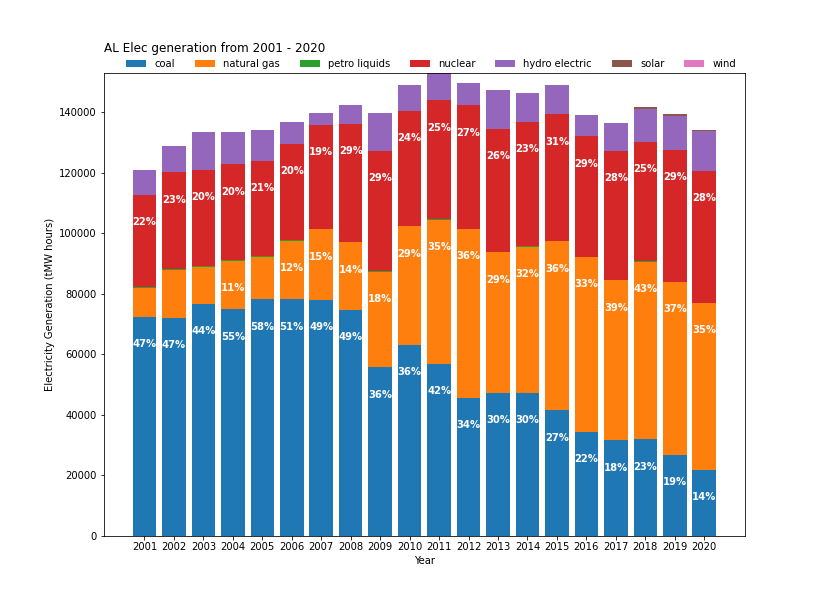 AL Elec generation from 2001 - 2020
coal natural gas petro liquids nuclear hydro electric solar wind
Electricity Generation (tMW hours)
140000
120000
100000
80000
60000
40000
20000
0
22% 23% 20% 20% 21% 20% 19% 29% 29% 24% 25% 27% 26% 23% 31% 29% 28% 25% 29% 28%
11% 12% 15% 14% 18% 29% 35% 36% 29% 32% 36% 33% 39% 43% 37% 35%
47% 47% 44% 55% 58% 51% 49% 49% 36% 36% 42% 34% 30% 30% 27% 22% 18% 23% 19% 14%
2001 2002 2003 2004 2005 2006 2007 2008 2009 2010 2011 2012 2013 2014 2015 2016 2017 2018 2019 2020
Year